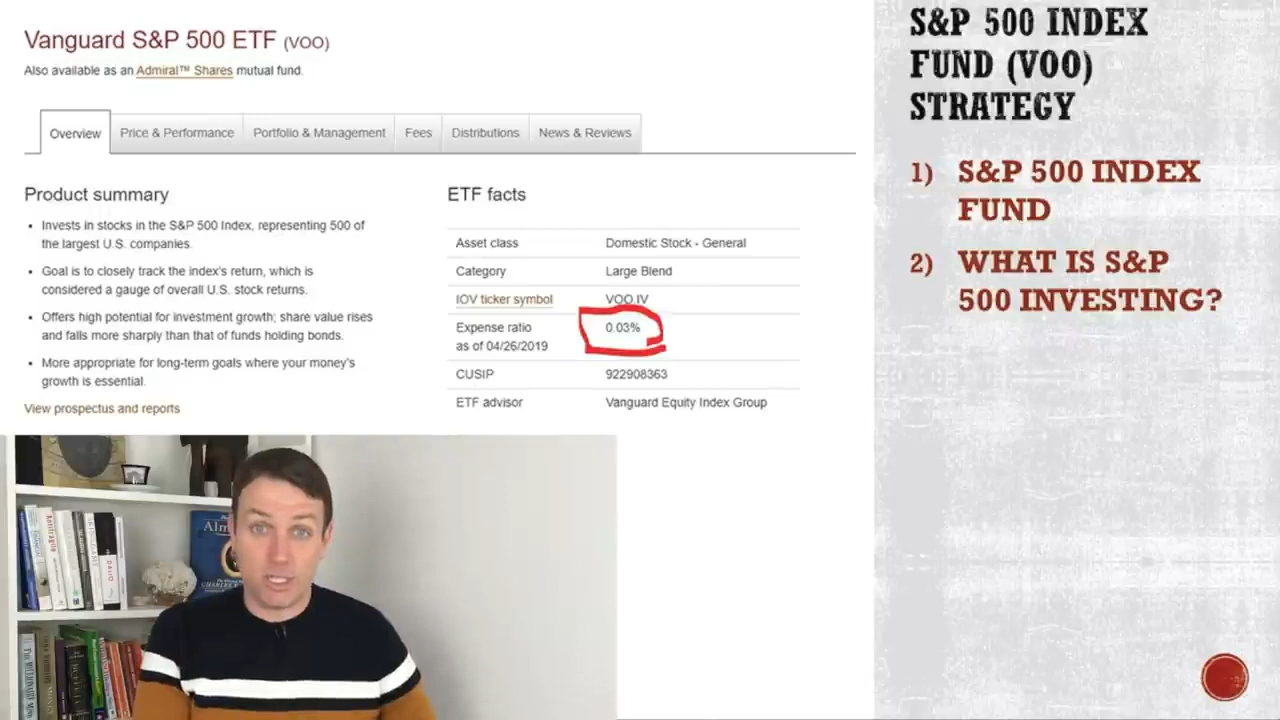 Vanguard S&P 500 ETF (VOO)
Also available as an Admiral™ Shares mutual fund.
Overview
Price & Performance
Portfolio & Management
Fees
Distributions
News & Reviews
Product summary
Invests in stocks in the S&P 500 Index, representing 500 of
the largest U.S. companies.
Goal is to closely track the index's return, which is
considered a gauge of overall U.S. stock returns.
Offers high potential for investment growth; share value rises
and falls more sharply than that of funds holding bonds.
More appropriate for long-term goals where your money's
growth is essential.
View prospectus and reports
ETF facts
Asset class Domestic Stock - General
Category Large Blend
IOV ticker symbol VOO.IV
Expense ratio 0.03%
as of 04/26/2019
CUSIP 922908363
ETF advisor Vanguard Equity Index Group
S&P 500 INDEX
FUND (VOO)
STRATEGY
1) S&P 500 INDEX
FUND
2) WHAT IS S&P
500 INVESTING?
Antifragile
DALIO